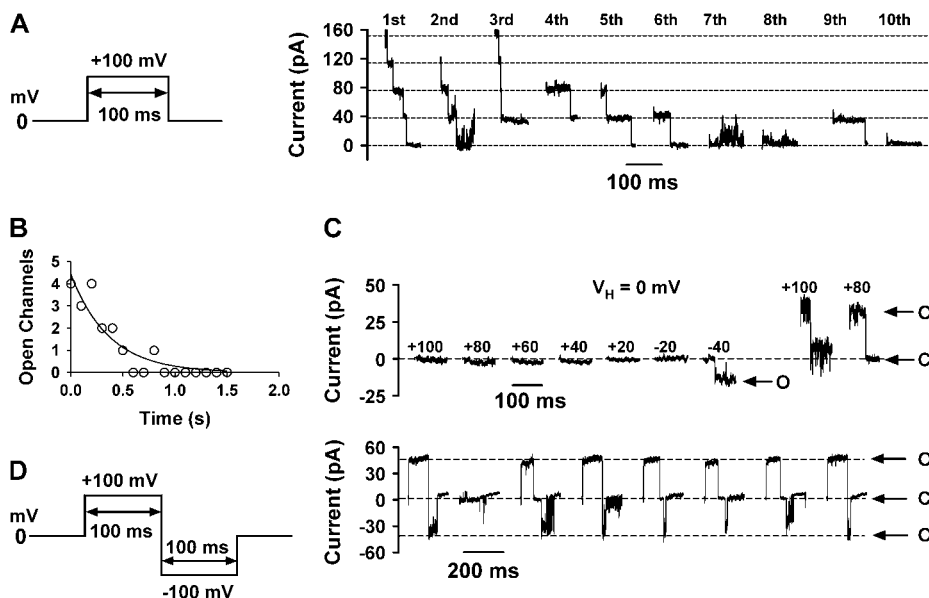 A
+100 mV
mV
0
100 ms
Current (pA)
160
120
80
40
0
1st 2nd 3rd 4th 5th 6th 7th 8th 9th 10th
100 ms
B
Open Channels
5
4
3
2
1
0
0.0 0.5 1.0 1.5 2.0
Time (s)
C
Current (pA)
50
25
0
-25
V_H = 0 mV
+100 +80 +60 +40 +20 -20 -40 +100 +80
O
C
O
100 ms
D
+100 mV
mV
0
100 ms
100 ms
-100 mV
Current (pA)
60
30
0
-30
-60
O
C
O
200 ms